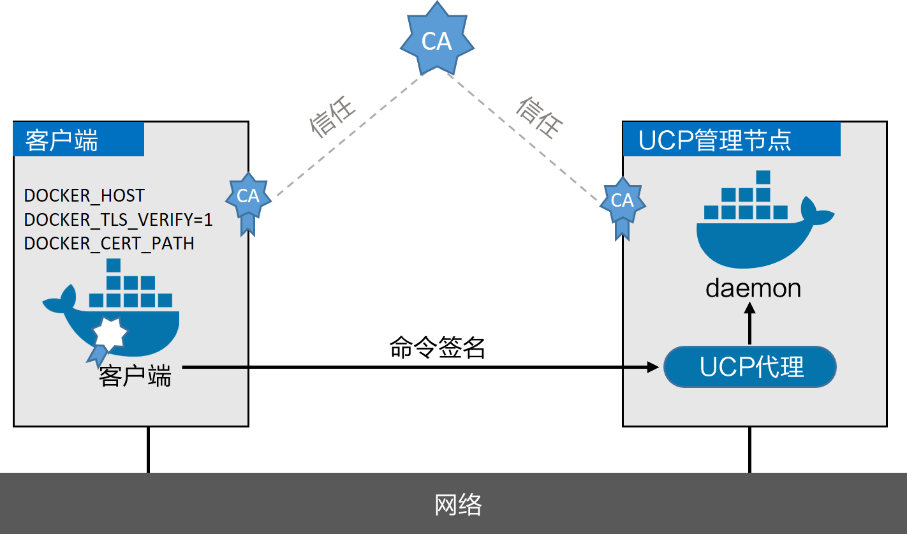 CA
信任
信任
客户端
DOCKER_HOST
DOCKER_TLS_VERIFY=1
DOCKER_CERT_PATH
CA
客户端
命令签名
UCP管理节点
CA
daemon
UCP代理
网络